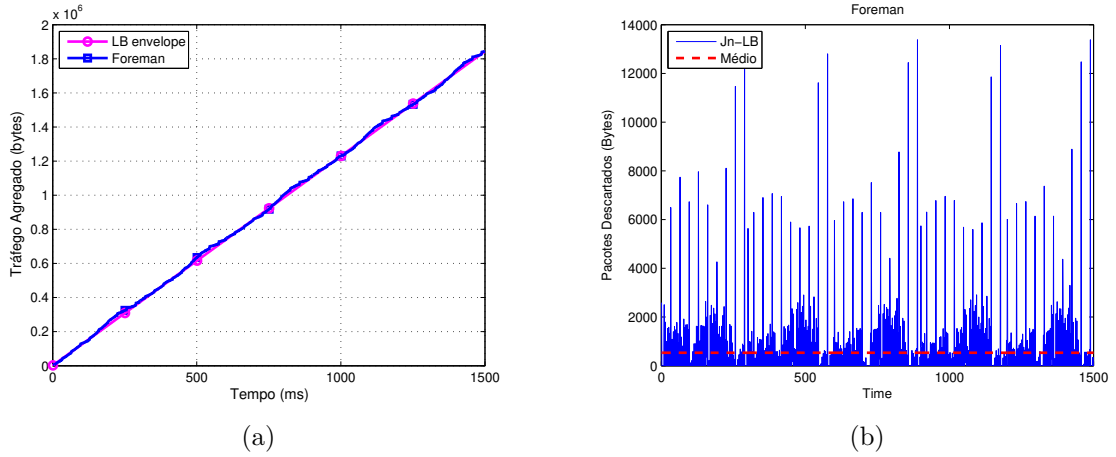 x 10^6
2
1.8
1.6
1.4
1.2
1
0.8
0.6
0.4
0.2
0
0 500 1000 1500
Tráfego Agregado (bytes)
Tempo (ms)
LB envelope
Foreman
(a)
Foreman
14000
12000
10000
8000
6000
4000
2000
0
0 500 1000 1500
Pacotes Descartados (Bytes)
Time
Jn−LB
Médio
(b)